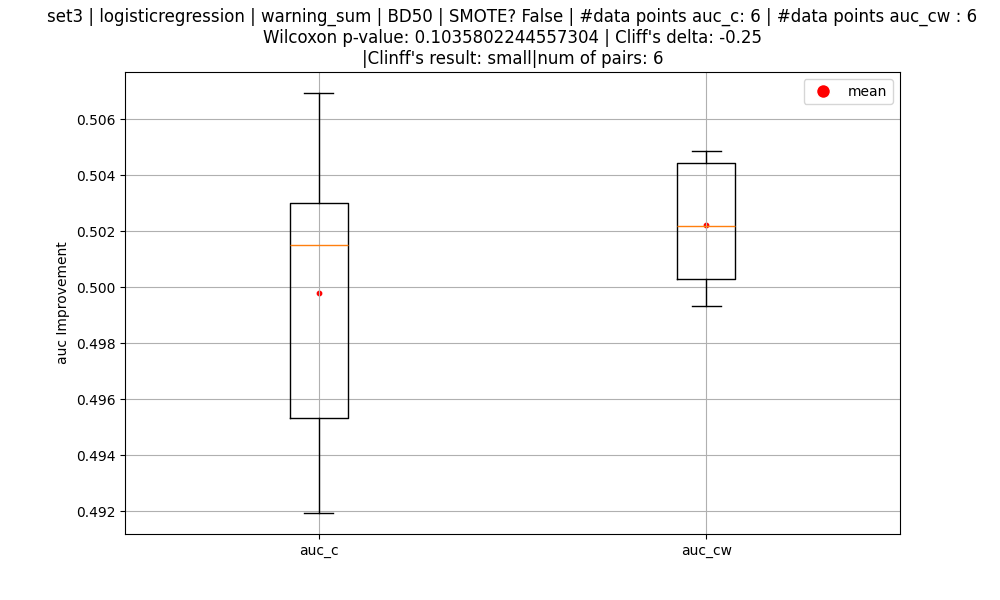 set3 | logisticregression | warning_sum | BD50 | SMOTE? False | #data points auc_c: 6 | #data points auc_cw : 6
Wilcoxon p-value: 0.1035802244557304 | Cliff's delta: -0.25
|Clinff's result: small|num of pairs: 6
mean
0.506
0.504
0.502
0.500
0.498
0.496
0.494
0.492
auc Improvement
auc_c
auc_cw